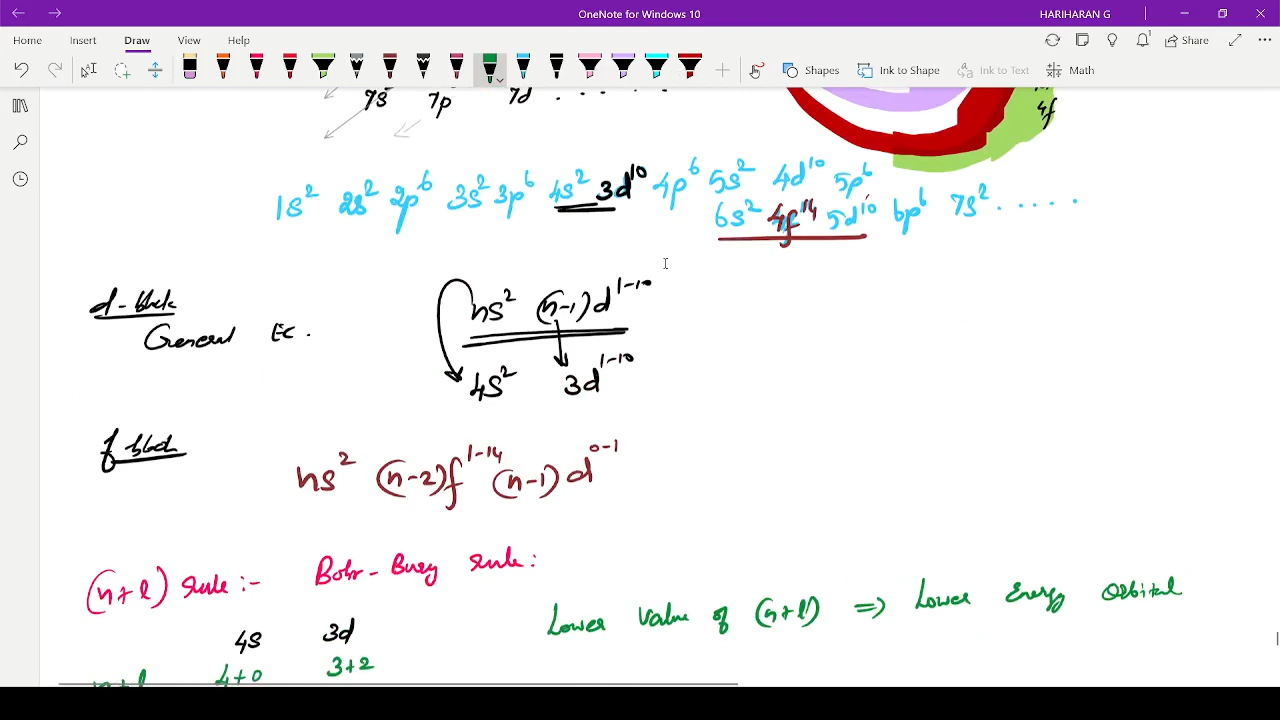 OneNote for Windows 10
HARIHARAN G
Home Insert Draw View Help
Share
Shapes Ink to Shape Ink to Text Math
7s 7p 7d . . . . .
4f
1s² 2s² 2p⁶ 3s² 3p⁶ 4s² 3d¹⁰ 4p⁶ 5s² 4d¹⁰ 5p⁶
6s² 4f¹⁴ 5d¹⁰ 6p⁶ 7s² . . . . .
d-block
General EC.
ns² (n-1)d¹⁻¹⁰
4s² 3d¹⁻¹⁰
f block
ns² (n-2)f¹⁻¹⁴ (n-1)d⁰⁻¹
(n+l) rule:- Bohr-Bury rule:
Lower value of (n+l) ⇒ Lower Energy Orbital
4s 3d
4+0 3+2